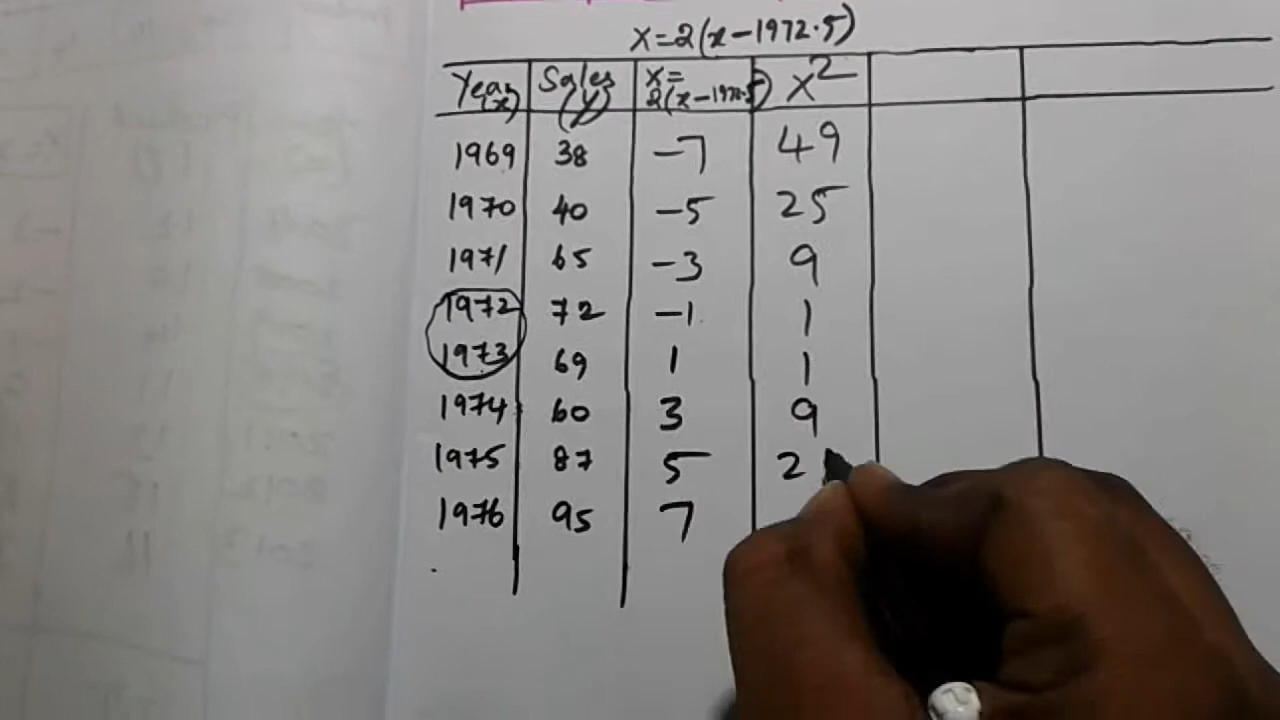 X=2(x-1972.5)
Year (x) Sales (y) X= 2(x-1972.5) X²
1969 38 -7 49
1970 40 -5 25
1971 65 -3 9
1972 72 -1 1
1973 69 1 1
1974 60 3 9
1975 87 5 2
1976 95 7